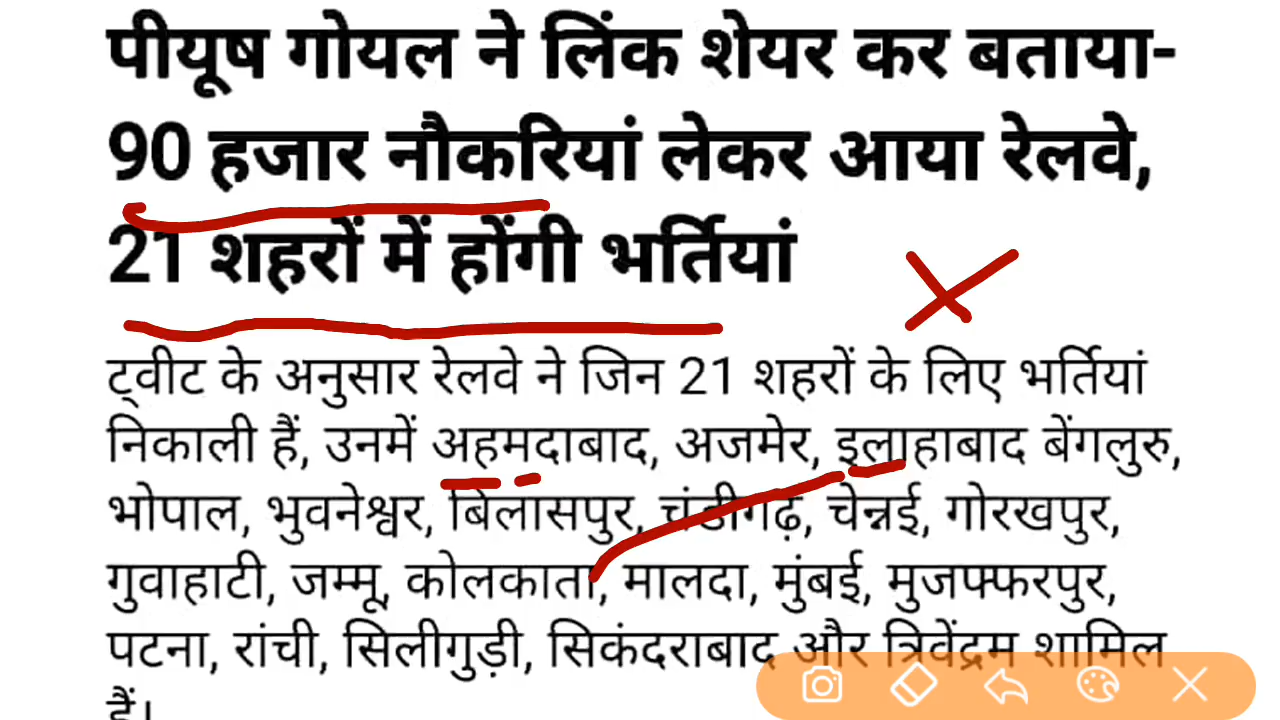 पीयूष गोयल ने लिंक शेयर कर बताया-
90 हजार नौकरियां लेकर आया रेलवे,
21 शहरों में होंगी भर्तियां
ट्वीट के अनुसार रेलवे ने जिन 21 शहरों के लिए भर्तियां
निकाली हैं, उनमें अहमदाबाद, अजमेर, इलाहाबाद बेंगलुरु,
भोपाल, भुवनेश्वर, बिलासपुर, चंडीगढ़, चेन्नई, गोरखपुर,
गुवाहाटी, जम्मू, कोलकाता, मालदा, मुंबई, मुजफ्फरपुर,
पटना, रांची, सिलीगुड़ी, सिकंदराबाद और त्रिवेंद्रम शामिल
हैं।